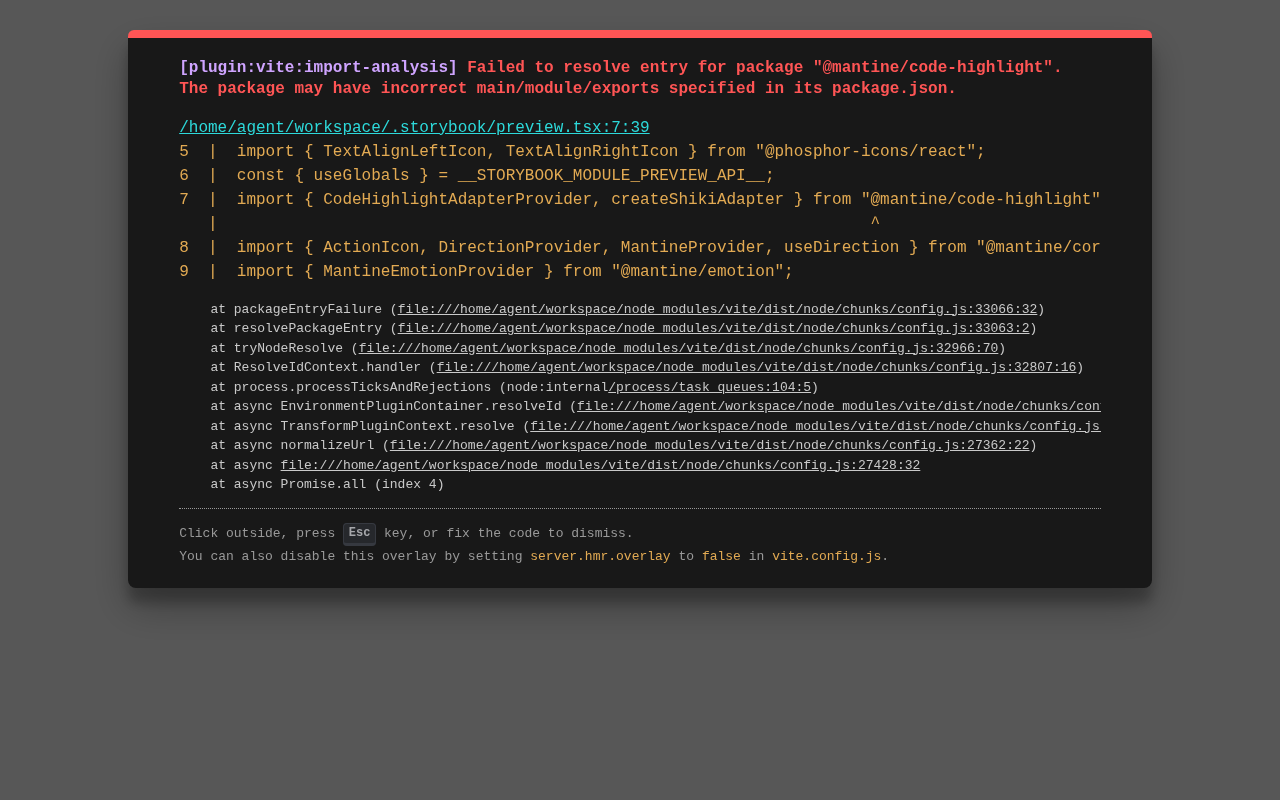 [plugin:vite:import-analysis] Failed to resolve entry for package "@mantine/code-highlight".
The package may have incorrect main/module/exports specified in its package.json.
/home/agent/workspace/.storybook/preview.tsx:7:39
5  |  import { TextAlignLeftIcon, TextAlignRightIcon } from "@phosphor-icons/react";
6  |  const { useGlobals } = __STORYBOOK_MODULE_PREVIEW_API__;
7  |  import { CodeHighlightAdapterProvider, createShikiAdapter } from "@mantine/code-highlight"
   |                                                                    ^
8  |  import { ActionIcon, DirectionProvider, MantineProvider, useDirection } from "@mantine/cor
9  |  import { MantineEmotionProvider } from "@mantine/emotion";
at packageEntryFailure (file:///home/agent/workspace/node_modules/vite/dist/node/chunks/config.js:33066:32)
at resolvePackageEntry (file:///home/agent/workspace/node_modules/vite/dist/node/chunks/config.js:33063:2)
at tryNodeResolve (file:///home/agent/workspace/node_modules/vite/dist/node/chunks/config.js:32966:70)
at ResolveIdContext.handler (file:///home/agent/workspace/node_modules/vite/dist/node/chunks/config.js:32807:16)
at process.processTicksAndRejections (node:internal/process/task_queues:104:5)
at async EnvironmentPluginContainer.resolveId (file:///home/agent/workspace/node_modules/vite/dist/node/chunks/con
at async TransformPluginContext.resolve (file:///home/agent/workspace/node_modules/vite/dist/node/chunks/config.js
at async normalizeUrl (file:///home/agent/workspace/node_modules/vite/dist/node/chunks/config.js:27362:22)
at async file:///home/agent/workspace/node_modules/vite/dist/node/chunks/config.js:27428:32
at async Promise.all (index 4)
Click outside, press Esc key, or fix the code to dismiss.
You can also disable this overlay by setting server.hmr.overlay to false in vite.config.js.